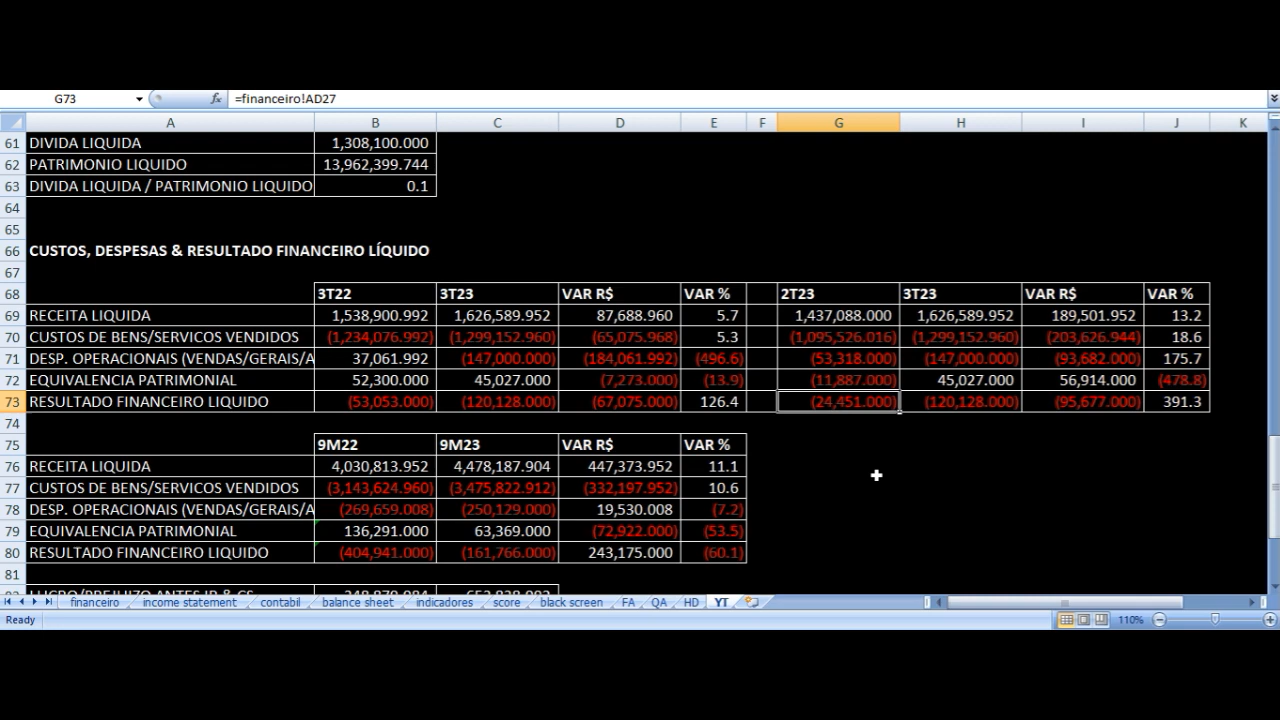 G73 fx =financeiro!AD27
A B C D E F G H I J K
61 DIVIDA LIQUIDA 1,308,100.000
62 PATRIMONIO LIQUIDO 13,962,399.744
63 DIVIDA LIQUIDA / PATRIMONIO LIQUIDO 0.1
64
65
66 CUSTOS, DESPESAS & RESULTADO FINANCEIRO LÍQUIDO
67
68 3T22 3T23 VAR R$ VAR % 2T23 3T23 VAR R$ VAR %
69 RECEITA LIQUIDA 1,538,900.992 1,626,589.952 87,688.960 5.7 1,437,088.000 1,626,589.952 189,501.952 13.2
70 CUSTOS DE BENS/SERVICOS VENDIDOS (1,234,076.992) (1,299,152.960) (65,075.968) 5.3 (1,095,526.016) (1,299,152.960) (203,626.944) 18.6
71 DESP. OPERACIONAIS (VENDAS/GERAIS/A 37,061.992 (147,000.000) (184,061.992) (496.6) (53,318.000) (147,000.000) (93,682.000) 175.7
72 EQUIVALENCIA PATRIMONIAL 52,300.000 45,027.000 (7,273.000) (13.9) (11,887.000) 45,027.000 56,914.000 (478.8)
73 RESULTADO FINANCEIRO LIQUIDO (53,053.000) (120,128.000) (67,075.000) 126.4 (24,451.000) (120,128.000) (95,677.000) 391.3
74
75 9M22 9M23 VAR R$ VAR %
76 RECEITA LIQUIDA 4,030,813.952 4,478,187.904 447,373.952 11.1
77 CUSTOS DE BENS/SERVICOS VENDIDOS (3,143,624.960) (3,475,822.912) (332,197.952) 10.6
78 DESP. OPERACIONAIS (VENDAS/GERAIS/A (269,659.008) (250,129.000) 19,530.008 (7.2)
79 EQUIVALENCIA PATRIMONIAL 136,291.000 63,369.000 (72,922.000) (53.5)
80 RESULTADO FINANCEIRO LIQUIDO (404,941.000) (161,766.000) 243,175.000 (60.1)
81
financeiro income statement contabil balance sheet indicadores score black screen FA QA HD YT
Ready 110%